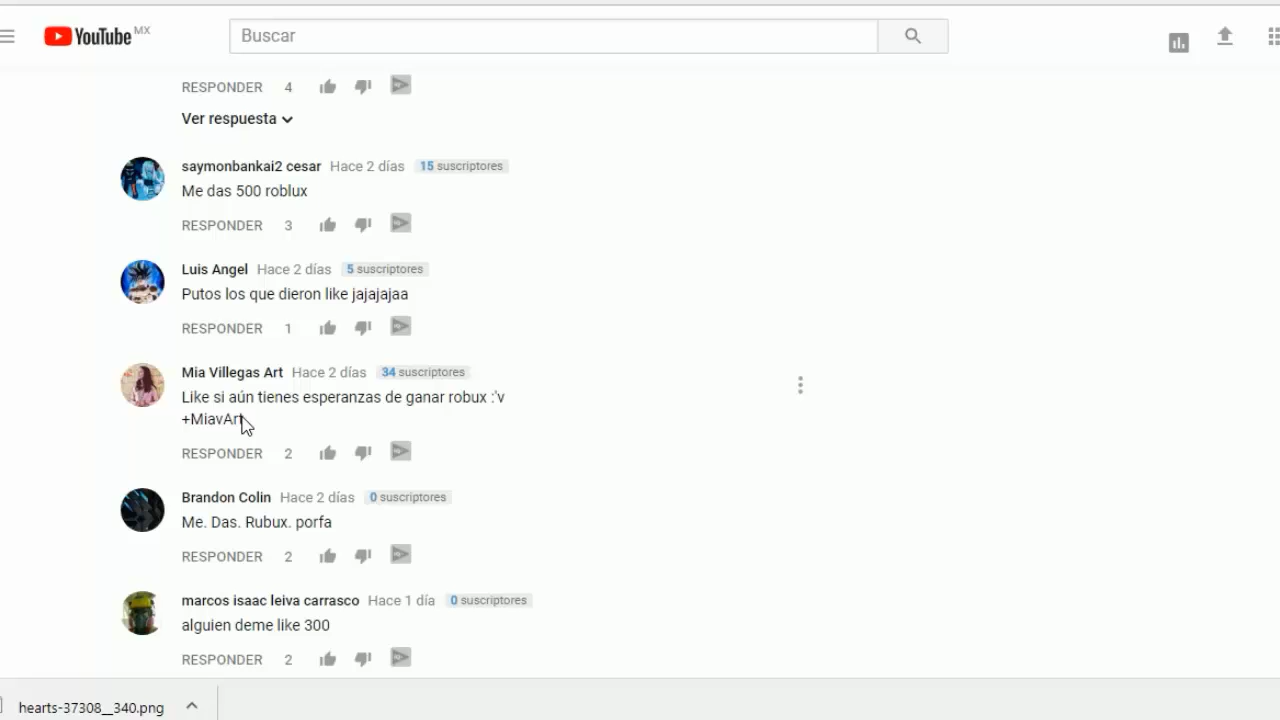 YouTube MX
Buscar
RESPONDER 4
Ver respuesta
saymonbankai2 cesar Hace 2 días 15 suscriptores
Me das 500 roblux
RESPONDER 3
Luis Angel Hace 2 días 5 suscriptores
Putos los que dieron like jajajajaa
RESPONDER 1
Mia Villegas Art Hace 2 días 34 suscriptores
Like si aún tienes esperanzas de ganar robux :'v
+MiavArt
RESPONDER 2
Brandon Colin Hace 2 días 0 suscriptores
Me. Das. Rubux. porfa
RESPONDER 2
marcos isaac leiva carrasco Hace 1 día 0 suscriptores
alguien deme like 300
RESPONDER 2
hearts-37308__340.png